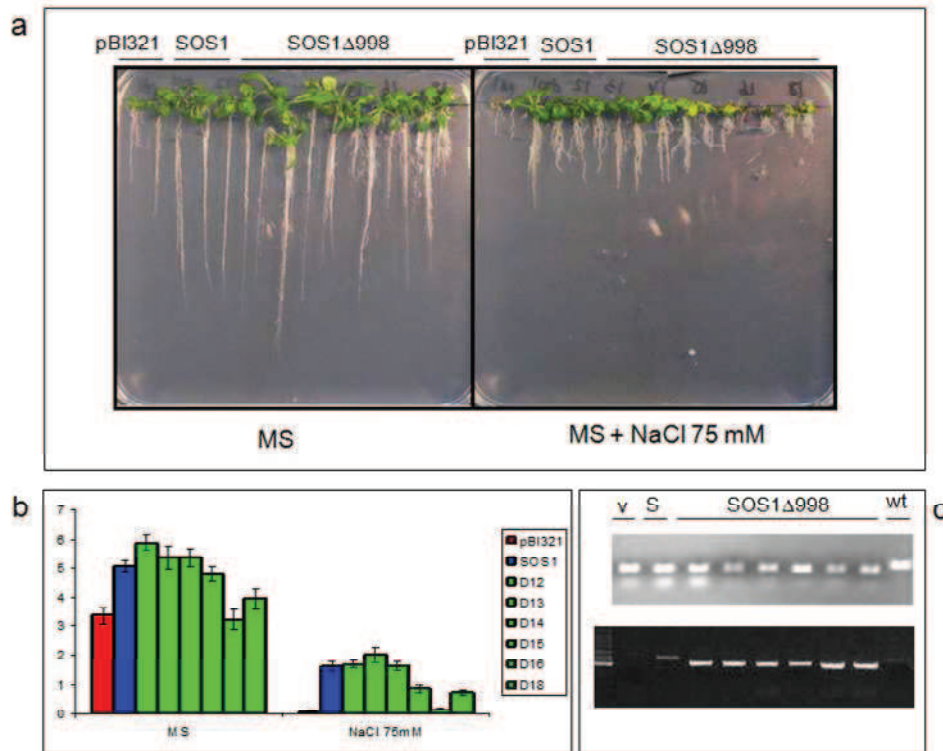 a
pBI321 SOS1 SOS1Δ998 pBI321 SOS1 SOS1Δ998
MS MS + NaCl 75 mM
b
7
6
5
4
3
2
1
0
MS NaCl 75mM
pBI321
SOS1
D12
D13
D14
D15
D16
D18
c
v S SOS1Δ998 wt